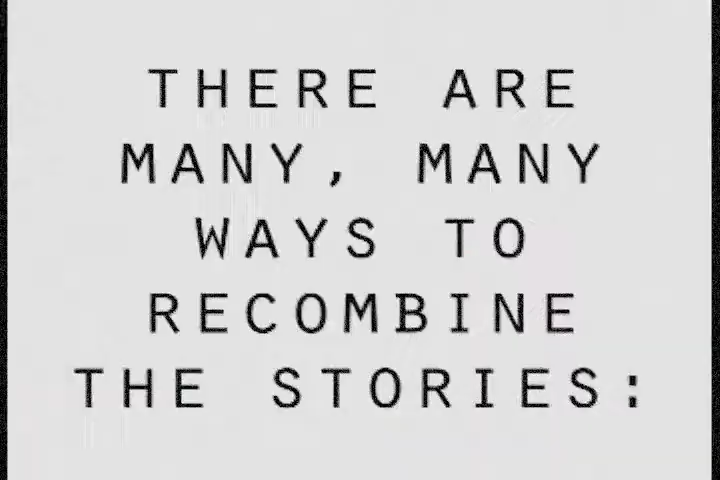 THERE ARE
MANY, MANY
WAYS TO
RECOMBINE
THE STORIES: